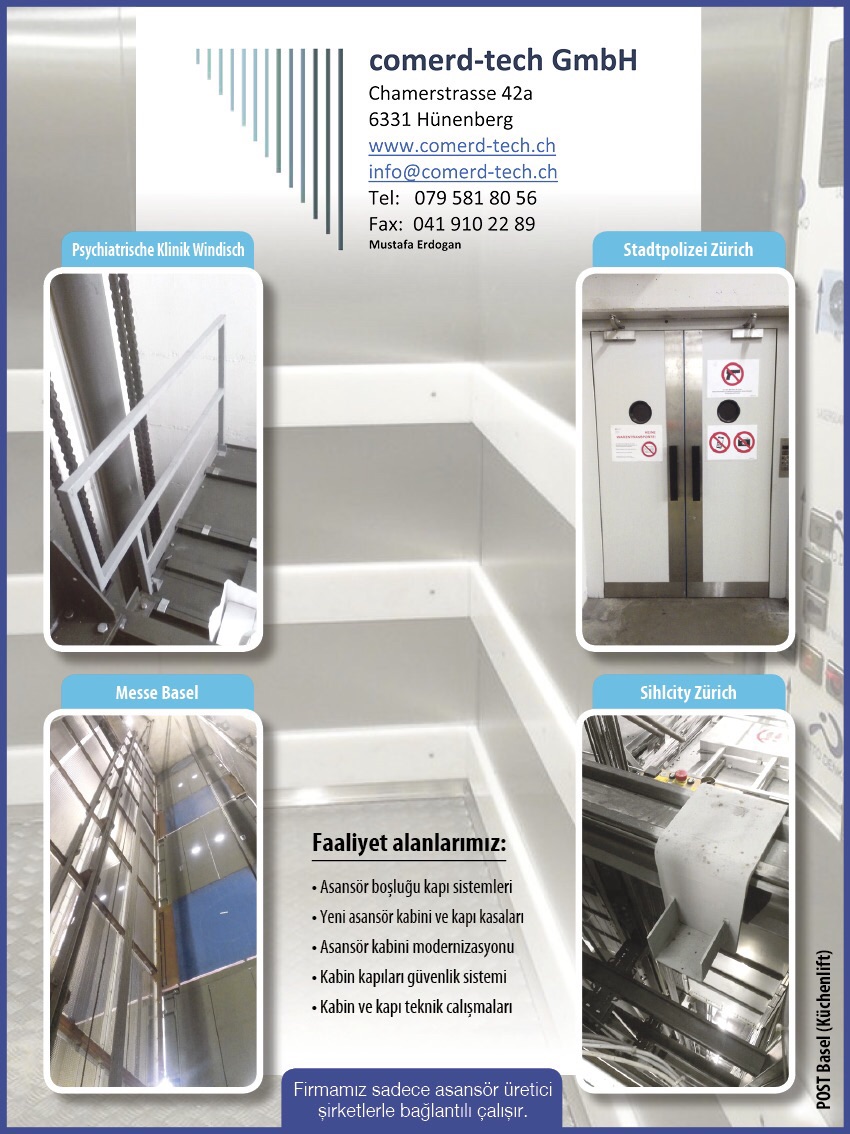 comerd-tech GmbH
Chamerstrasse 42a
6331 Hünenberg
www.comerd-tech.ch
info@comerd-tech.ch
Tel: 079 581 80 56
Fax: 041 910 22 89
Mustafa Erdogan
Psychiatrische Klinik Windisch
Stadtpolizei Zürich
Messe Basel
Sihlcity Zürich
Faaliyet alanlarımız:
• Asansör boşluğu kapı sistemleri
• Yeni asansör kabini ve kapı kasaları
• Asansör kabini modernizasyonu
• Kabin kapıları güvenlik sistemi
• Kabin ve kapı teknik calışmaları
POST Basel (Küchenlift)
Firmamız sadece asansör üretici
şirketlerle bağlantılı çalışır.